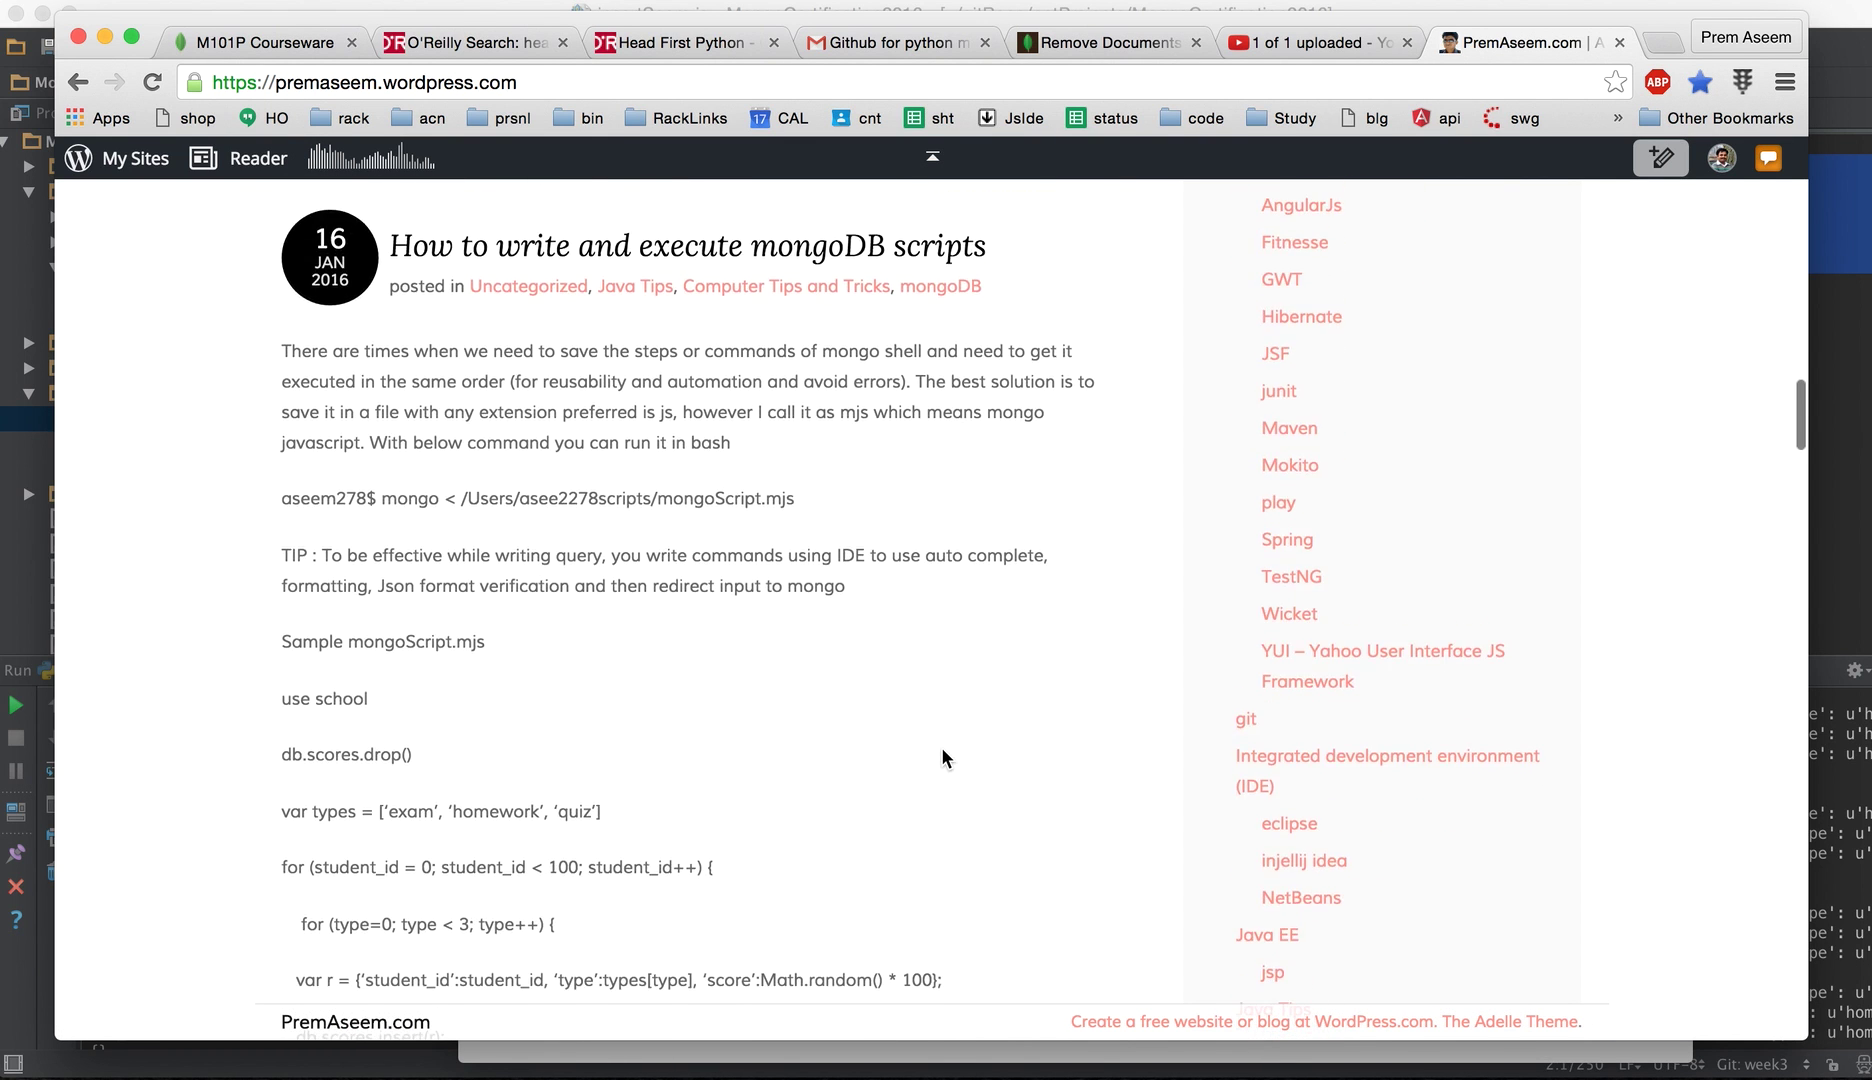 M101P Courseware
O'Reilly Search: hea
Head First Python -
Github for python m
Remove Documents
1 of 1 uploaded - Yo
PremAseem.com | A
Prem Aseem
https://premaseem.wordpress.com
ABP
Apps
shop
HO
rack
acn
prsnl
bin
RackLinks
17 CAL
cnt
sht
JsIde
status
code
Study
blg
api
swg
» Other Bookmarks
My Sites
Reader
16
JAN
2016
How to write and execute mongoDB scripts
posted in Uncategorized, Java Tips, Computer Tips and Tricks, mongoDB
There are times when we need to save the steps or commands of mongo shell and need to get it
executed in the same order (for reusability and automation and avoid errors). The best solution is to
save it in a file with any extension preferred is js, however I call it as mjs which means mongo
javascript. With below command you can run it in bash
aseem278$ mongo < /Users/asee2278scripts/mongoScript.mjs
TIP : To be effective while writing query, you write commands using IDE to use auto complete,
formatting, Json format verification and then redirect input to mongo
Sample mongoScript.mjs
use school
db.scores.drop()
var types = [‘exam’, ‘homework’, ‘quiz’]
for (student_id = 0; student_id < 100; student_id++) {
for (type=0; type < 3; type++) {
var r = {‘student_id’:student_id, ‘type’:types[type], ‘score’:Math.random() * 100};
db.scores.insert(r);
AngularJs
Fitnesse
GWT
Hibernate
JSF
junit
Maven
Mokito
play
Spring
TestNG
Wicket
YUI – Yahoo User Interface JS
Framework
git
Integrated development environment
(IDE)
eclipse
injellij idea
NetBeans
Java EE
jsp
Java Tips
PremAseem.com
Create a free website or blog at WordPress.com. The Adelle Theme.
Run
Git: week3